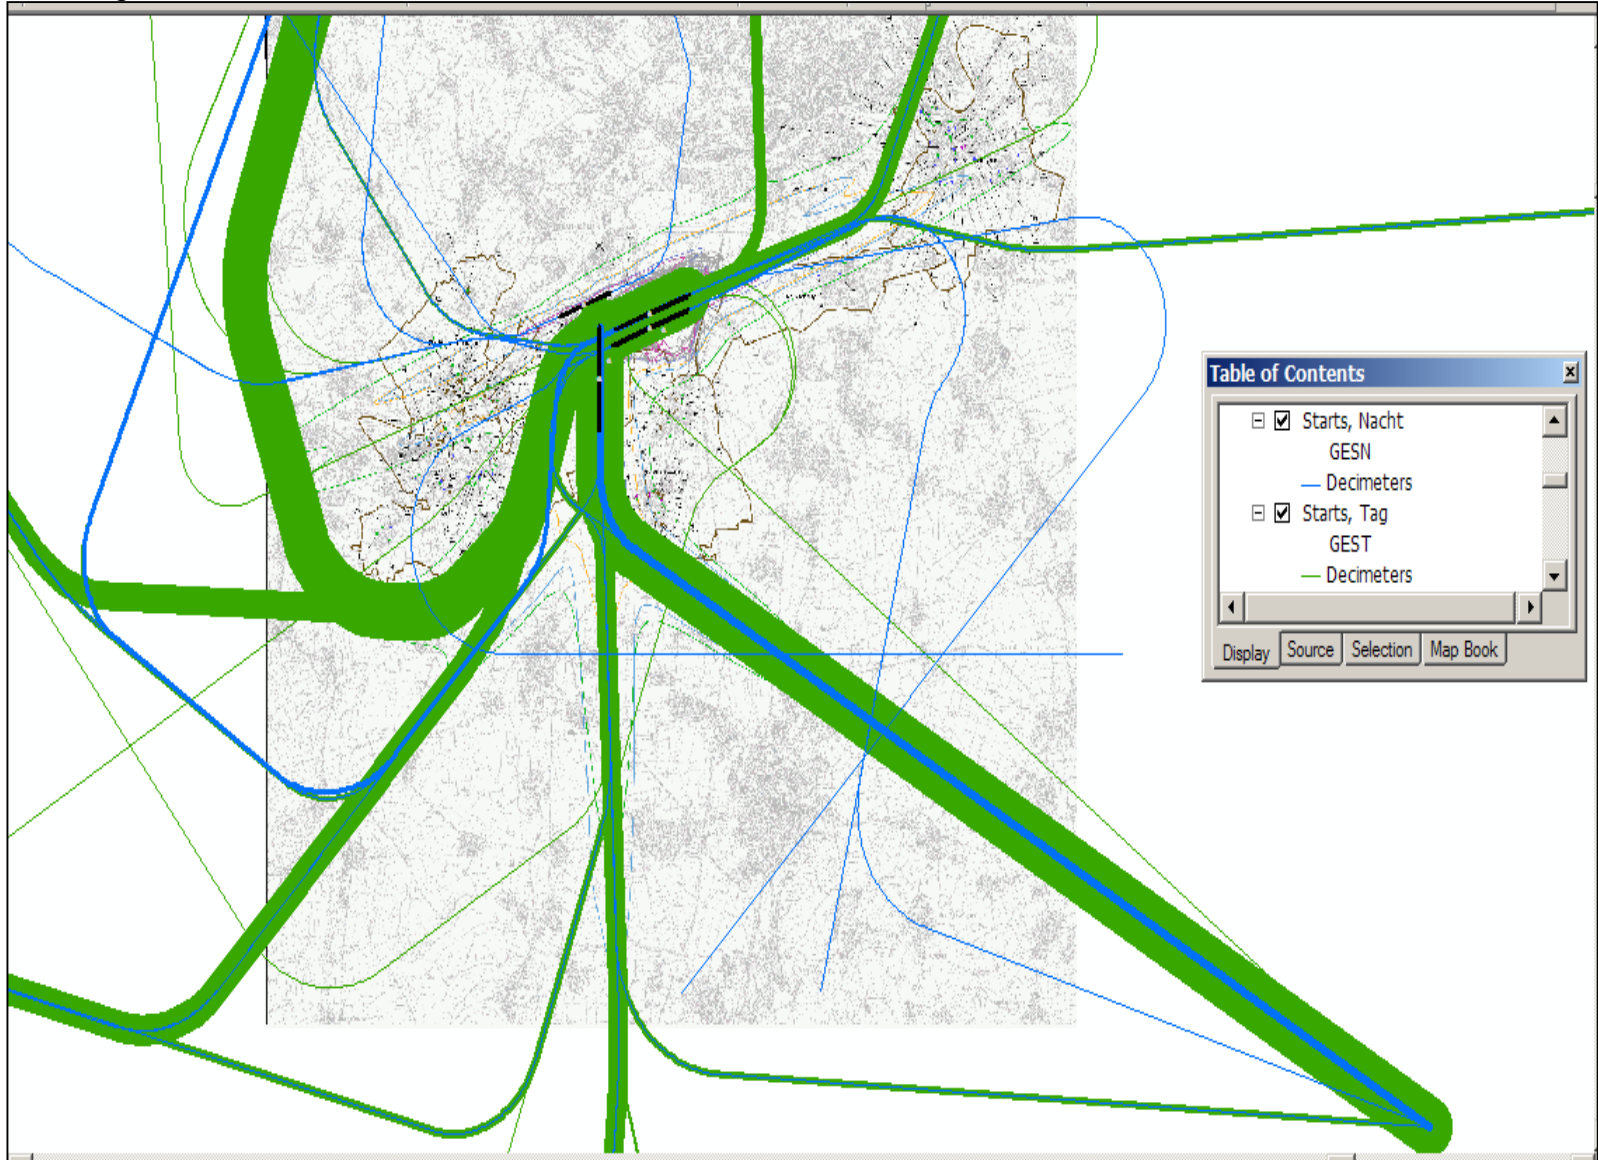 Table of Contents
Starts, Nacht
GESN
Decimeters
Starts, Tag
GEST
Decimeters
Display Source Selection Map Book